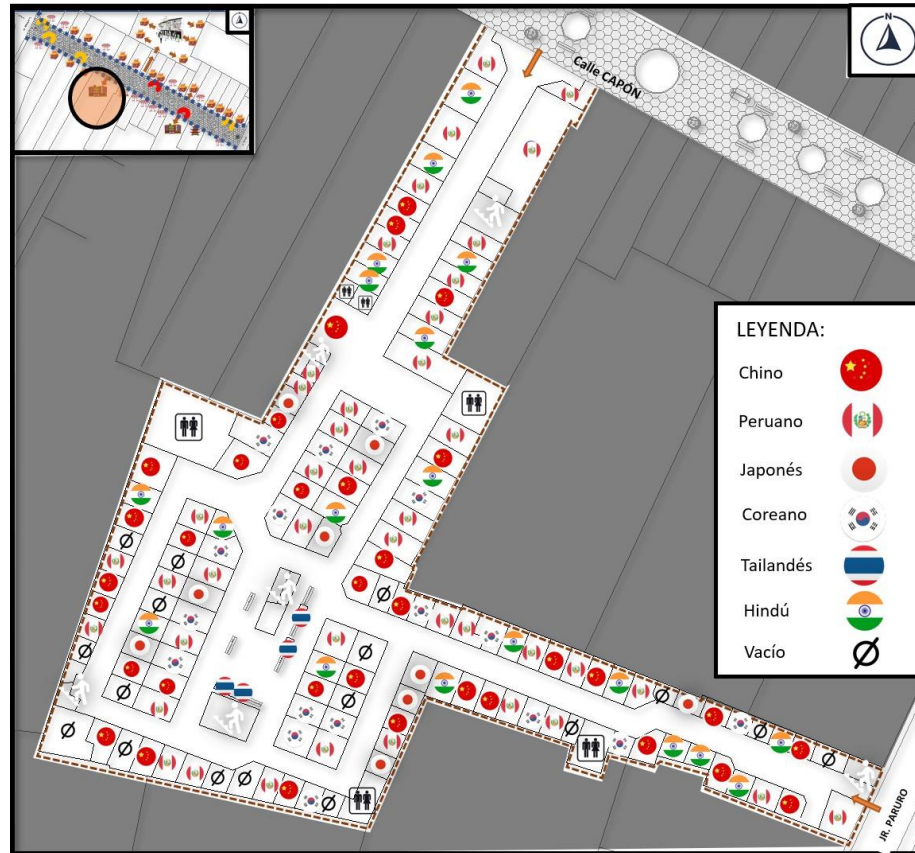 N
Calle CAPÓN
LEYENDA:
Chino
Peruano
Japonés
Coreano
Tailandés
Hindú
Vacío
JR. PARURO